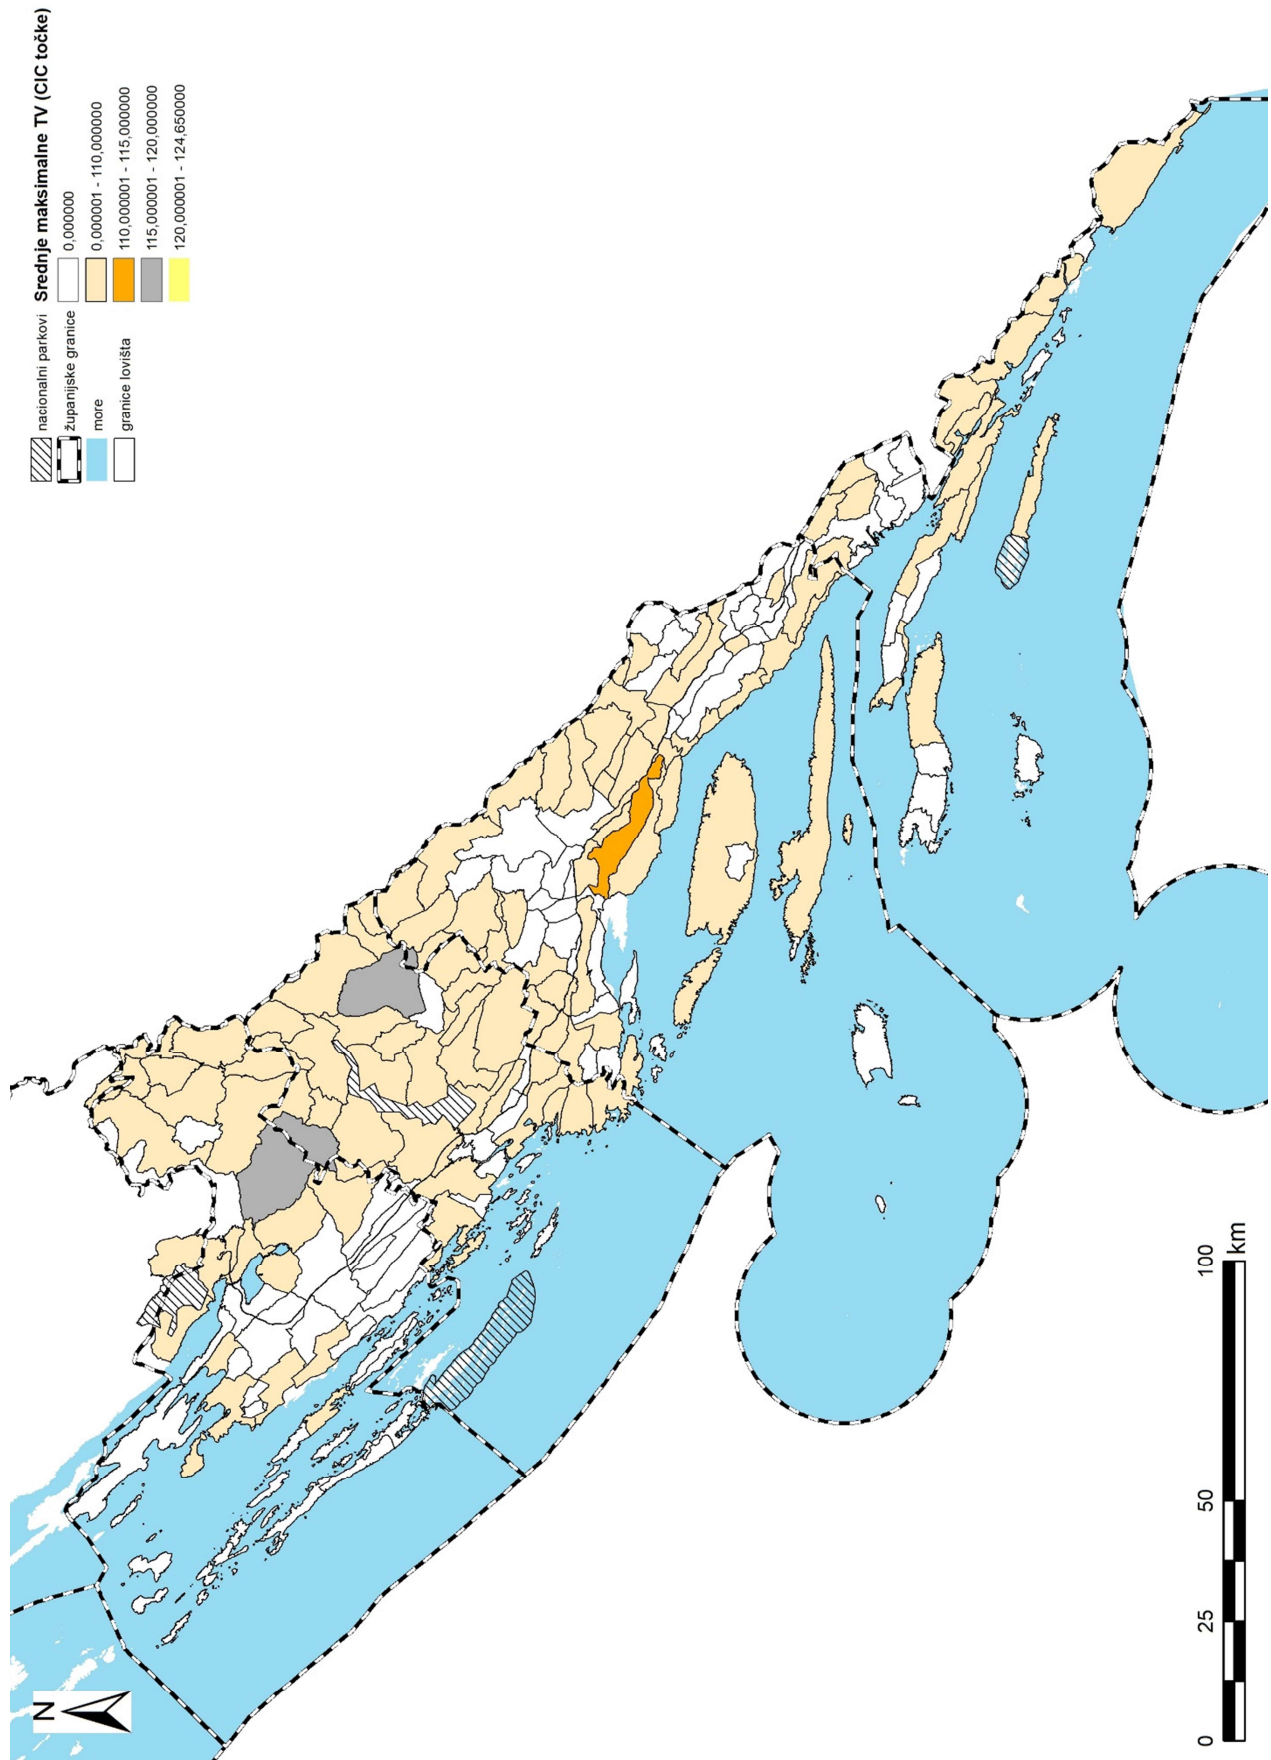 nacionalni parkovi
županijske granice
more
granice lovišta
Srednje maksimalne TV (CIC točke)
0,000000
0,000001 - 110,000000
110,000001 - 115,000000
115,000001 - 120,000000
120,000001 - 124,650000
N
0 25 50 100
km